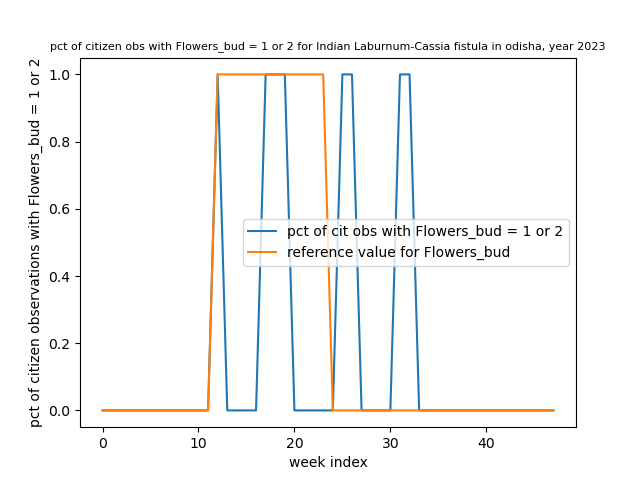 pct of citizen obs with Flowers_bud = 1 or 2 for Indian Laburnum-Cassia fistula in odisha, year 2023
pct of citizen observations with Flowers_bud = 1 or 2
1.0
0.8
0.6
0.4
0.2
0.0
pct of cit obs with Flowers_bud = 1 or 2
reference value for Flowers_bud
0
10
20
30
40
week index